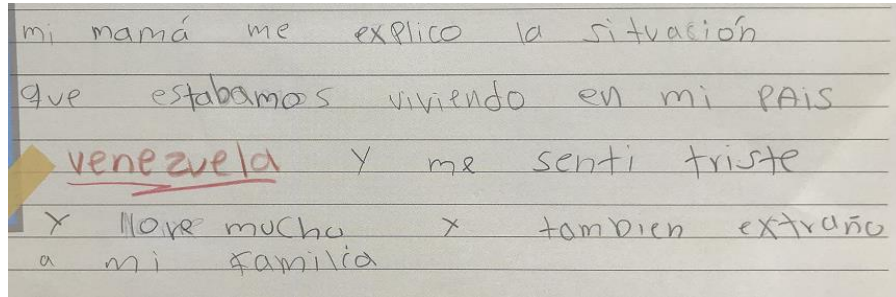 mi mamá me explico la situación
que estabamos viviendo en mi PAis
venezuela Y me senti triste
Y llore mucho Y tambien extraño
a mi familia